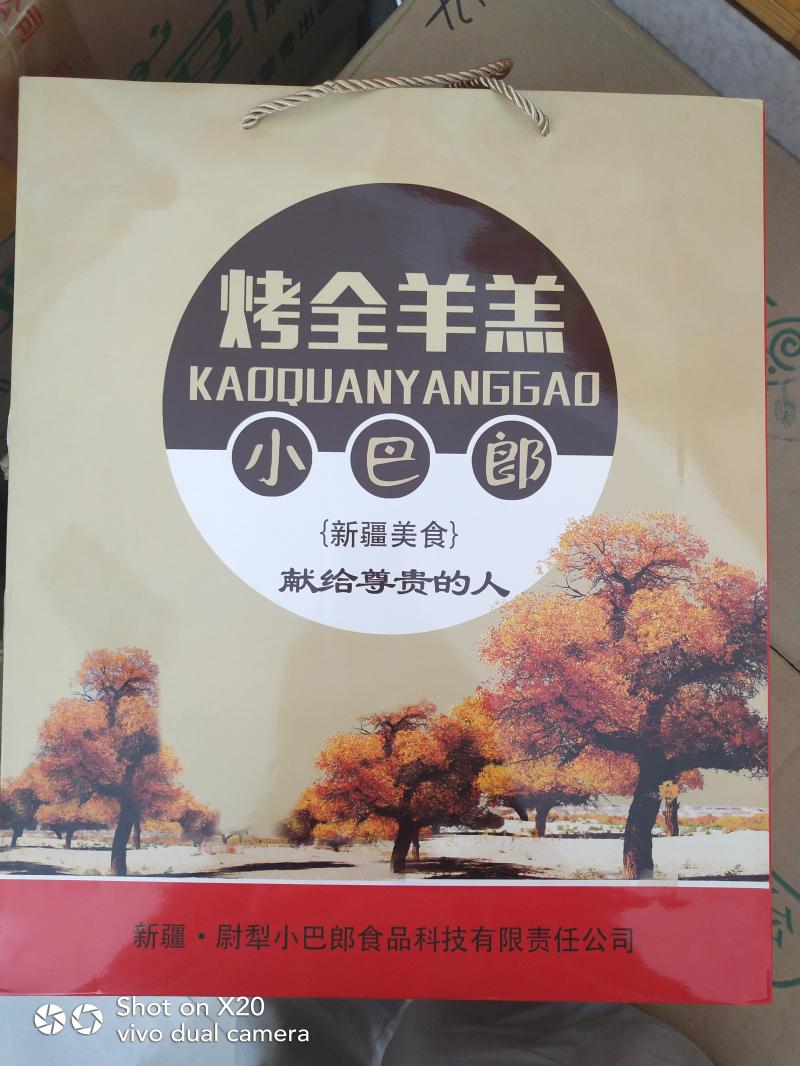 烤全羊羔
KAOQUANYANGGAO
小巴郎
{新疆美食}
献给尊贵的人
新疆·尉犁小巴郎食品科技有限责任公司
Shot on X20
vivo dual camera